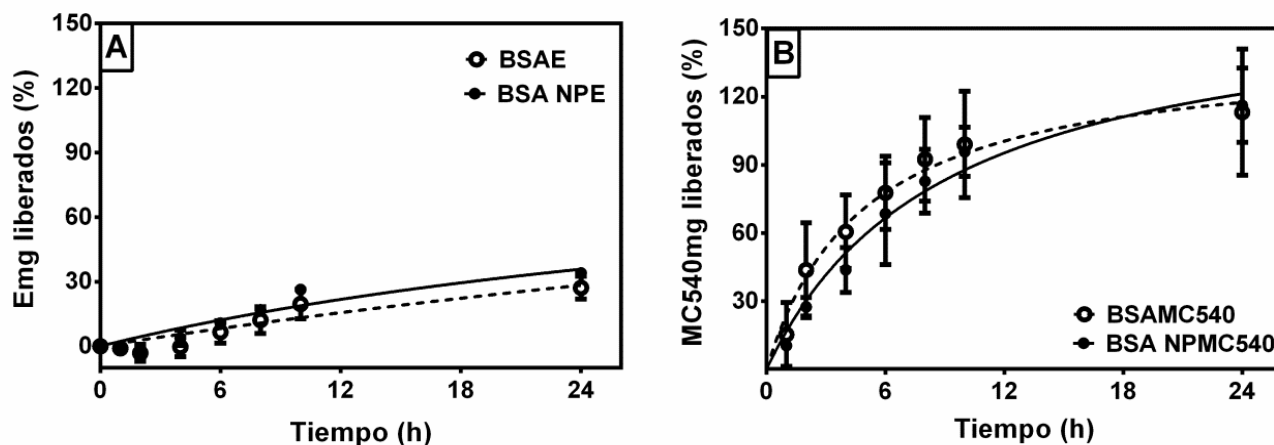 A
Emg liberados (%)
150
120
90
60
30
0
BSAE
BSA NPE
0 6 12 18 24
Tiempo (h)
B
MC540mg liberados (%)
150
120
90
60
30
BSAMC540
BSA NPMC540
0 6 12 18 24
Tiempo (h)